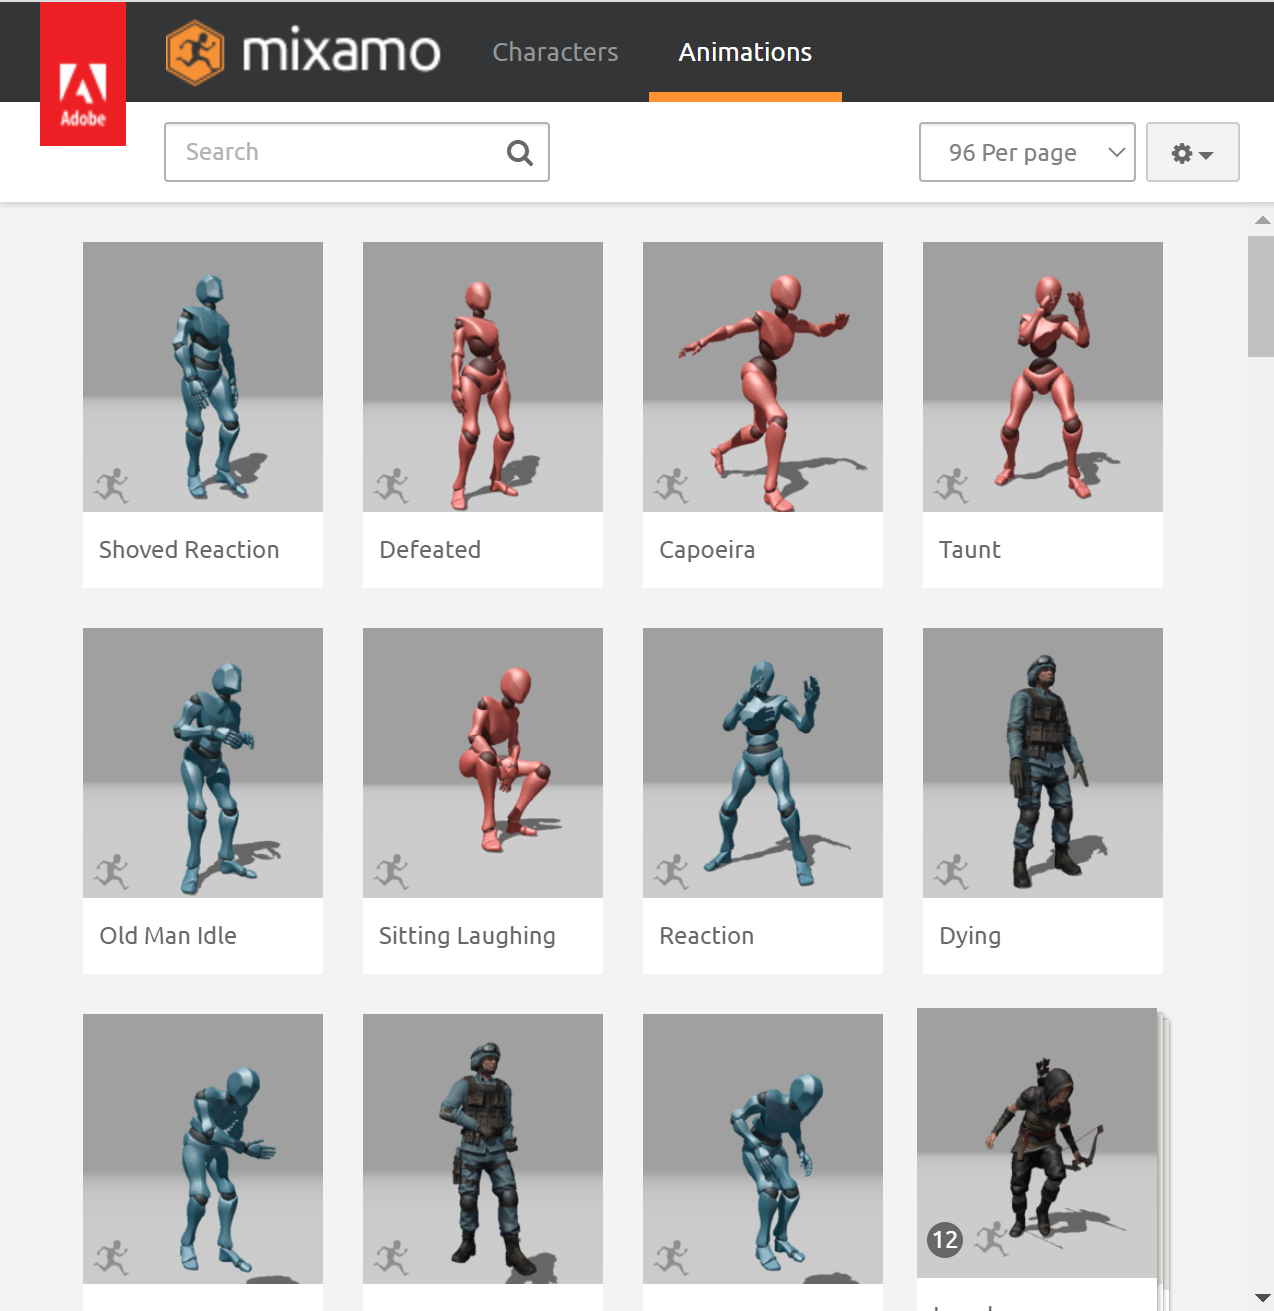 mixamo
Characters
Animations
Adobe
Search
96 Per page
Shoved Reaction
Defeated
Capoeira
Taunt
Old Man Idle
Sitting Laughing
Reaction
Dying
12